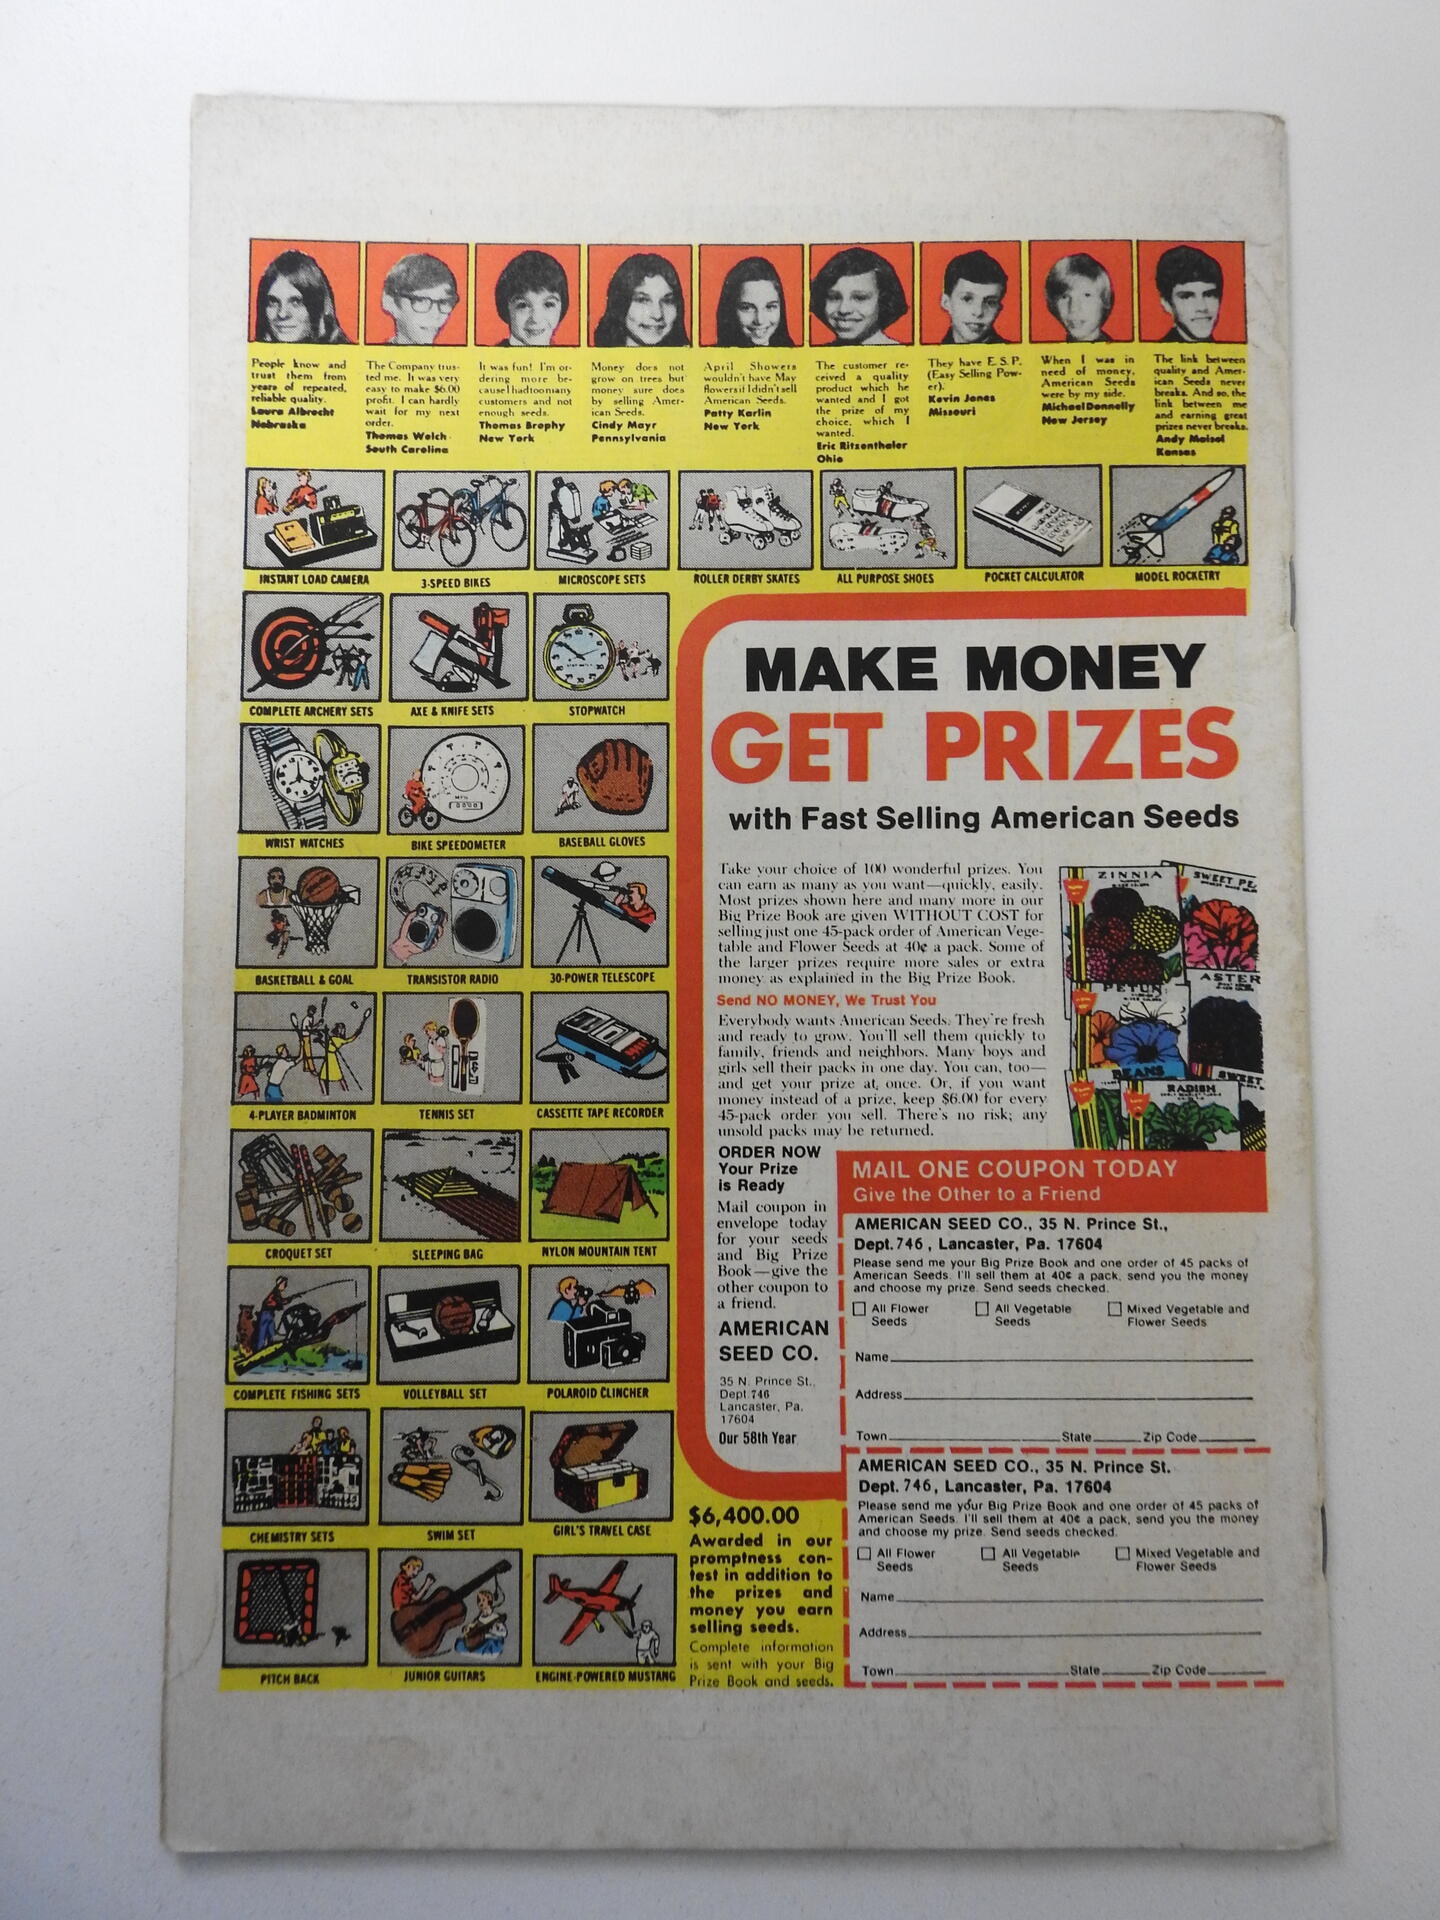 People know and
trust them from
years of repeated,
reliable quality.
Laura Albrecht
Nebraska
The Company trus-
ted me. It was very
easy to make $6.00
profit. I can hardly
wait for my next
order.
Thomas Welch
South Carolina
It was fun! I'm or-
dering more be-
cause I had too many
customers and not
enough seeds.
Thomas Brophy
New York
Money does not
grow on trees but
money sure does
by selling Amer-
ican Seeds.
Cindy Mayr
Pennsylvania
April Showers
wouldn't have May
flowers if I didn't sell
American Seeds.
Patty Karlin
New York
The customer re-
ceived a quality
product which he
wanted and I got
the prize of my
choice, which I
wanted.
Eric Ritzenthaler
Ohio
They have E.S.P.
(Easy Selling Pow-
er).
Kevin Jones
Missouri
When I was in
need of money,
American Seeds
were by my side.
Michael Donnelly
New Jersey
The link between
quality and Amer-
ican Seeds never
breaks. And so, the
link between me
and earning great
prizes never breaks.
Andy Meisel
Kansas
INSTANT LOAD CAMERA
3-SPEED BIKES
MICROSCOPE SETS
ROLLER DERBY SKATES
ALL PURPOSE SHOES
POCKET CALCULATOR
MODEL ROCKETRY
COMPLETE ARCHERY SETS
AXE & KNIFE SETS
STOPWATCH
WRIST WATCHES
BIKE SPEEDOMETER
BASEBALL GLOVES
BASKETBALL & GOAL
TRANSISTOR RADIO
30-POWER TELESCOPE
4-PLAYER BADMINTON
TENNIS SET
CASSETTE TAPE RECORDER
CROQUET SET
SLEEPING BAG
NYLON MOUNTAIN TENT
COMPLETE FISHING SETS
VOLLEYBALL SET
POLAROID CLINCHER
CHEMISTRY SETS
SWIM SET
GIRL'S TRAVEL CASE
PITCH BACK
JUNIOR GUITARS
ENGINE-POWERED MUSTANG
MAKE MONEY
GET PRIZES
with Fast Selling American Seeds
Take your choice of 100 wonderful prizes. You
can earn as many as you want—quickly, easily.
Most prizes shown here and many more in our
Big Prize Book are given WITHOUT COST for
selling just one 45-pack order of American Vege-
table and Flower Seeds at 40¢ a pack. Some of
the larger prizes require more sales or extra
money as explained in the Big Prize Book.
Send NO MONEY, We Trust You
Everybody wants American Seeds. They're fresh
and ready to grow. You'll sell them quickly to
family, friends and neighbors. Many boys and
girls sell their packs in one day. You can, too—
and get your prize at once. Or, if you want
money instead of a prize, keep $6.00 for every
45-pack order you sell. There's no risk; any
unsold packs may be returned.
ZINNIA
SWEET PE
ASTER
PETUN
BEANS
RADISH
SWEET
ORDER NOW
Your Prize
is Ready
Mail coupon in
envelope today
for your seeds
and Big Prize
Book—give the
other coupon to
a friend.
AMERICAN
SEED CO.
35 N. Prince St.,
Dept. 746
Lancaster, Pa.
17604
Our 58th Year
MAIL ONE COUPON TODAY
Give the Other to a Friend
AMERICAN SEED CO., 35 N. Prince St.,
Dept. 746, Lancaster, Pa. 17604
Please send me your Big Prize Book and one order of 45 packs of
American Seeds. I'll sell them at 40¢ a pack, send you the money
and choose my prize. Send seeds checked.
All Flower Seeds
All Vegetable Seeds
Mixed Vegetable and Flower Seeds
Name
Address
Town State Zip Code
AMERICAN SEED CO., 35 N. Prince St.
Dept. 746, Lancaster, Pa. 17604
Please send me your Big Prize Book and one order of 45 packs of
American Seeds. I'll sell them at 40¢ a pack, send you the money
and choose my prize. Send seeds checked.
All Flower Seeds
All Vegetable Seeds
Mixed Vegetable and Flower Seeds
Name
Address
Town State Zip Code
$6,400.00
Awarded in our
promptness con-
test in addition to
the prizes and
money you earn
selling seeds.
Complete information
is sent with your Big
Prize Book and seeds.